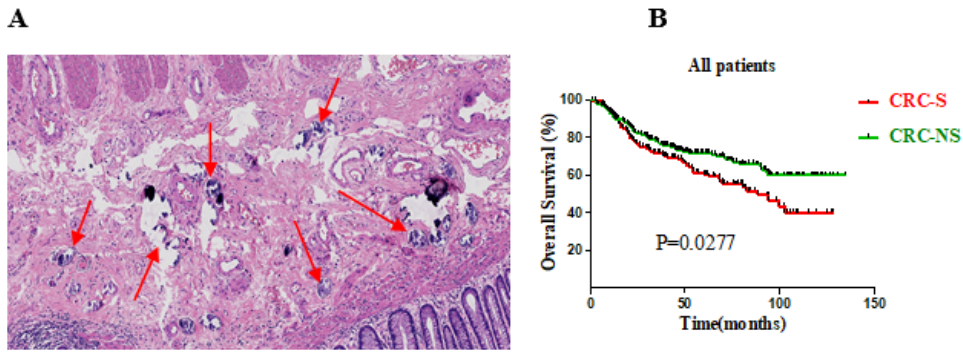 A
B
All patients
CRC-S
CRC-NS
Overall Survival (%)
100
80
60
40
20
P=0.0277
0
50
100
150
Time(months)